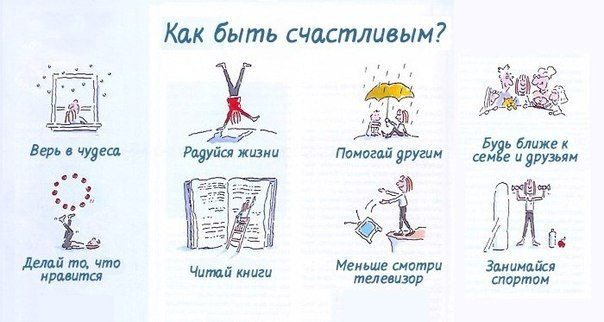 Как быть счастливым?
Верь в чудеса
Радуйся жизни
Помогай другим
Будь ближе к
семье и друзьям
Делай то, что
нравится
Читай книги
Меньше смотри
телевизор
Занимайся
спортом